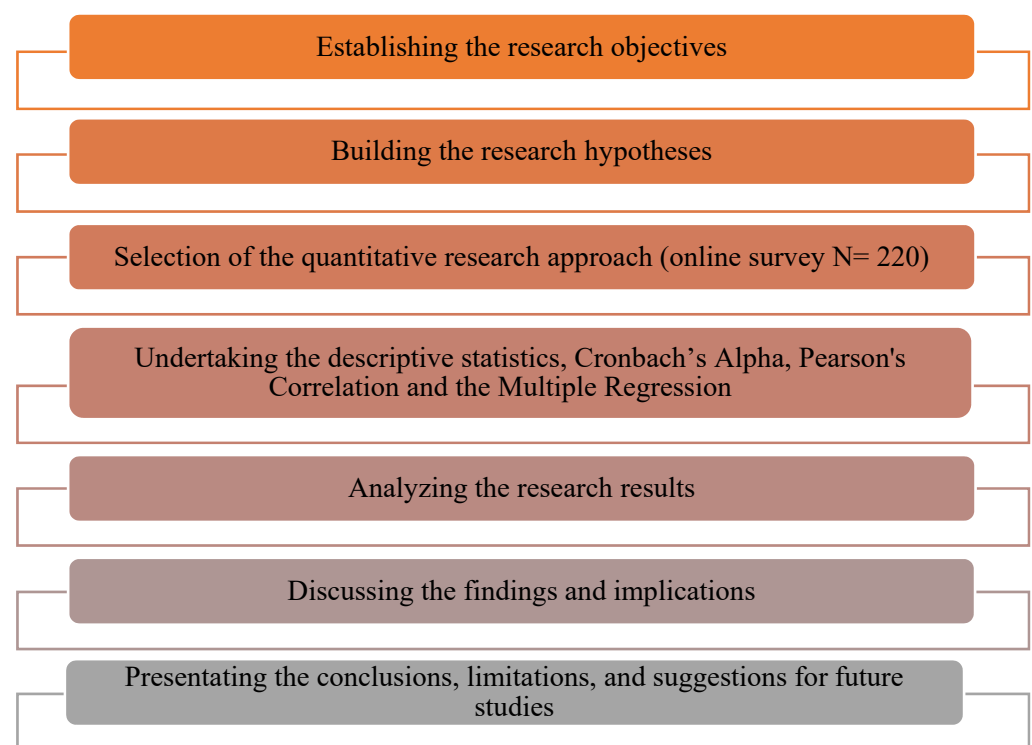 Establishing the research objectives
Building the research hypotheses
Selection of the quantitative research approach (online survey N= 220)
Undertaking the descriptive statistics, Cronbach’s Alpha, Pearson's
Correlation and the Multiple Regression
Analyzing the research results
Discussing the findings and implications
Presentating the conclusions, limitations, and suggestions for future
studies